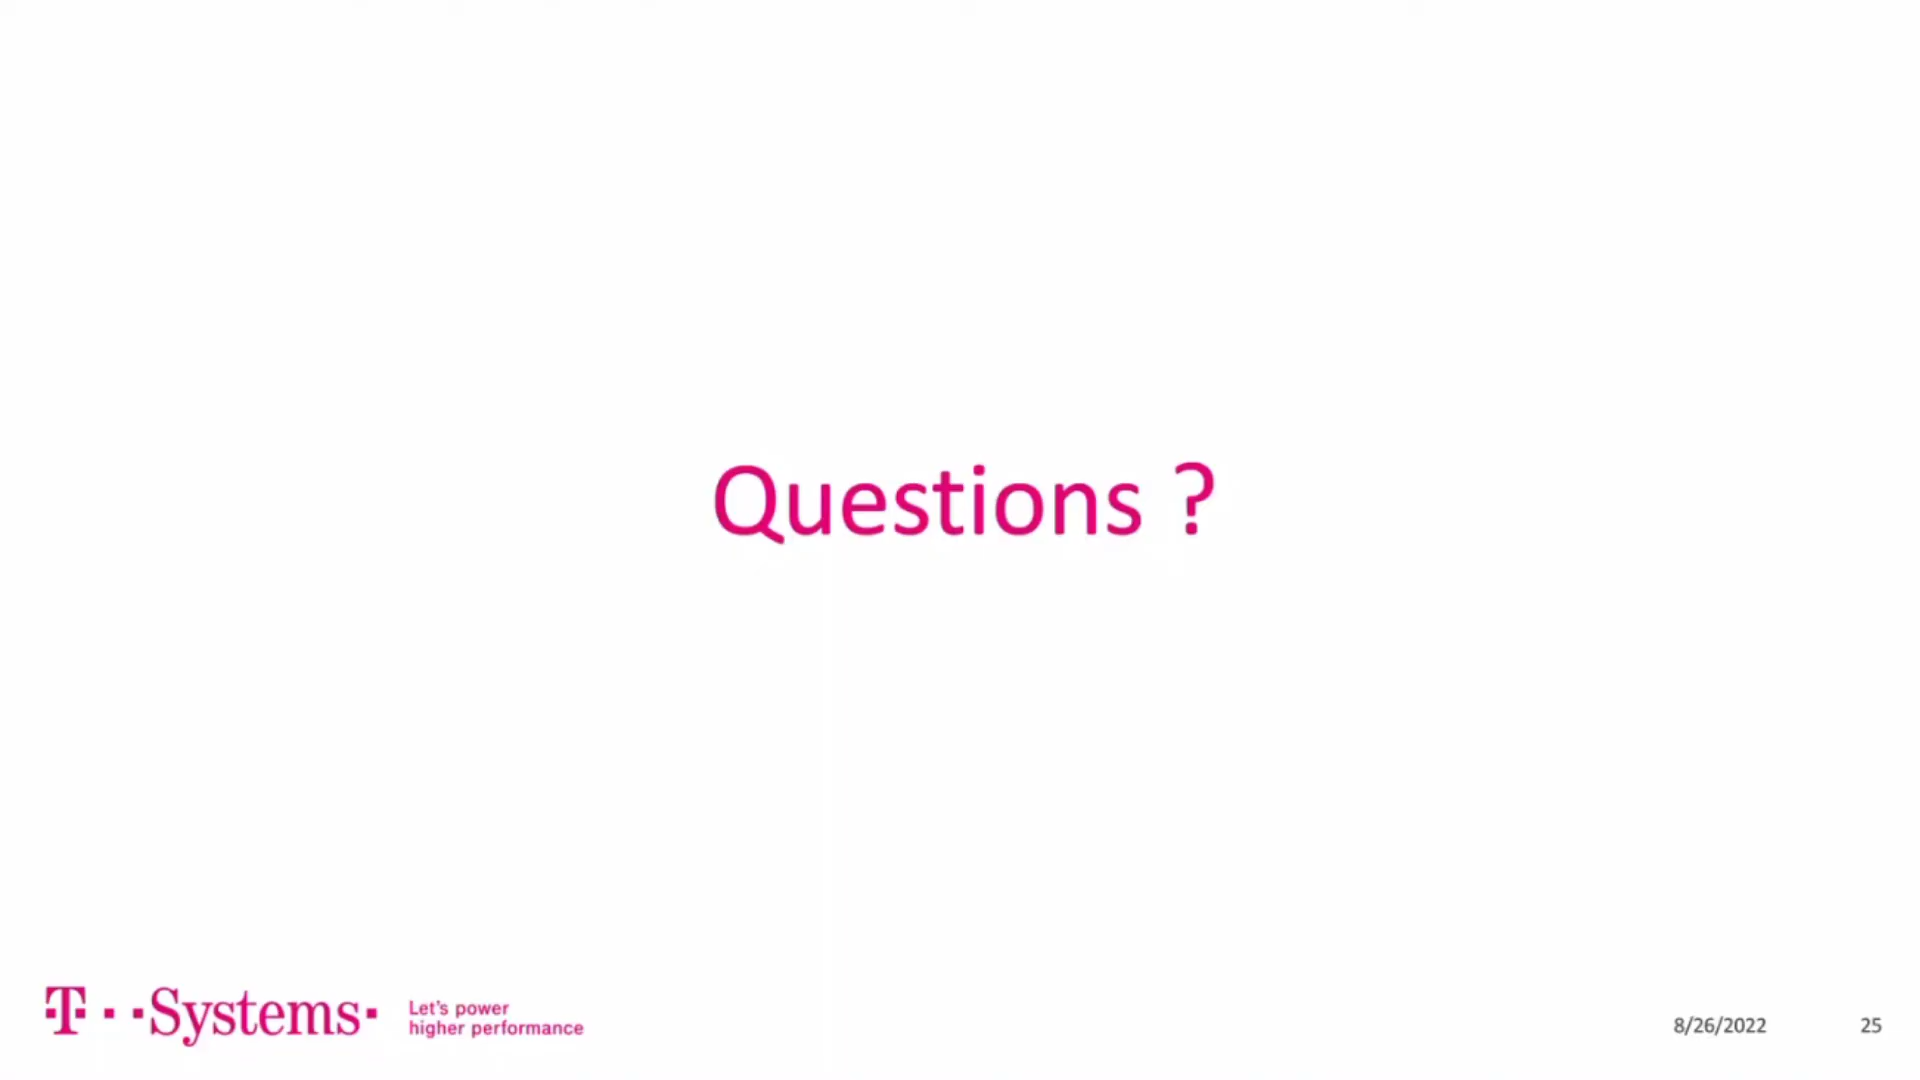 Questions ?
T··Systems·
Let's power
higher performance
8/26/2022
25